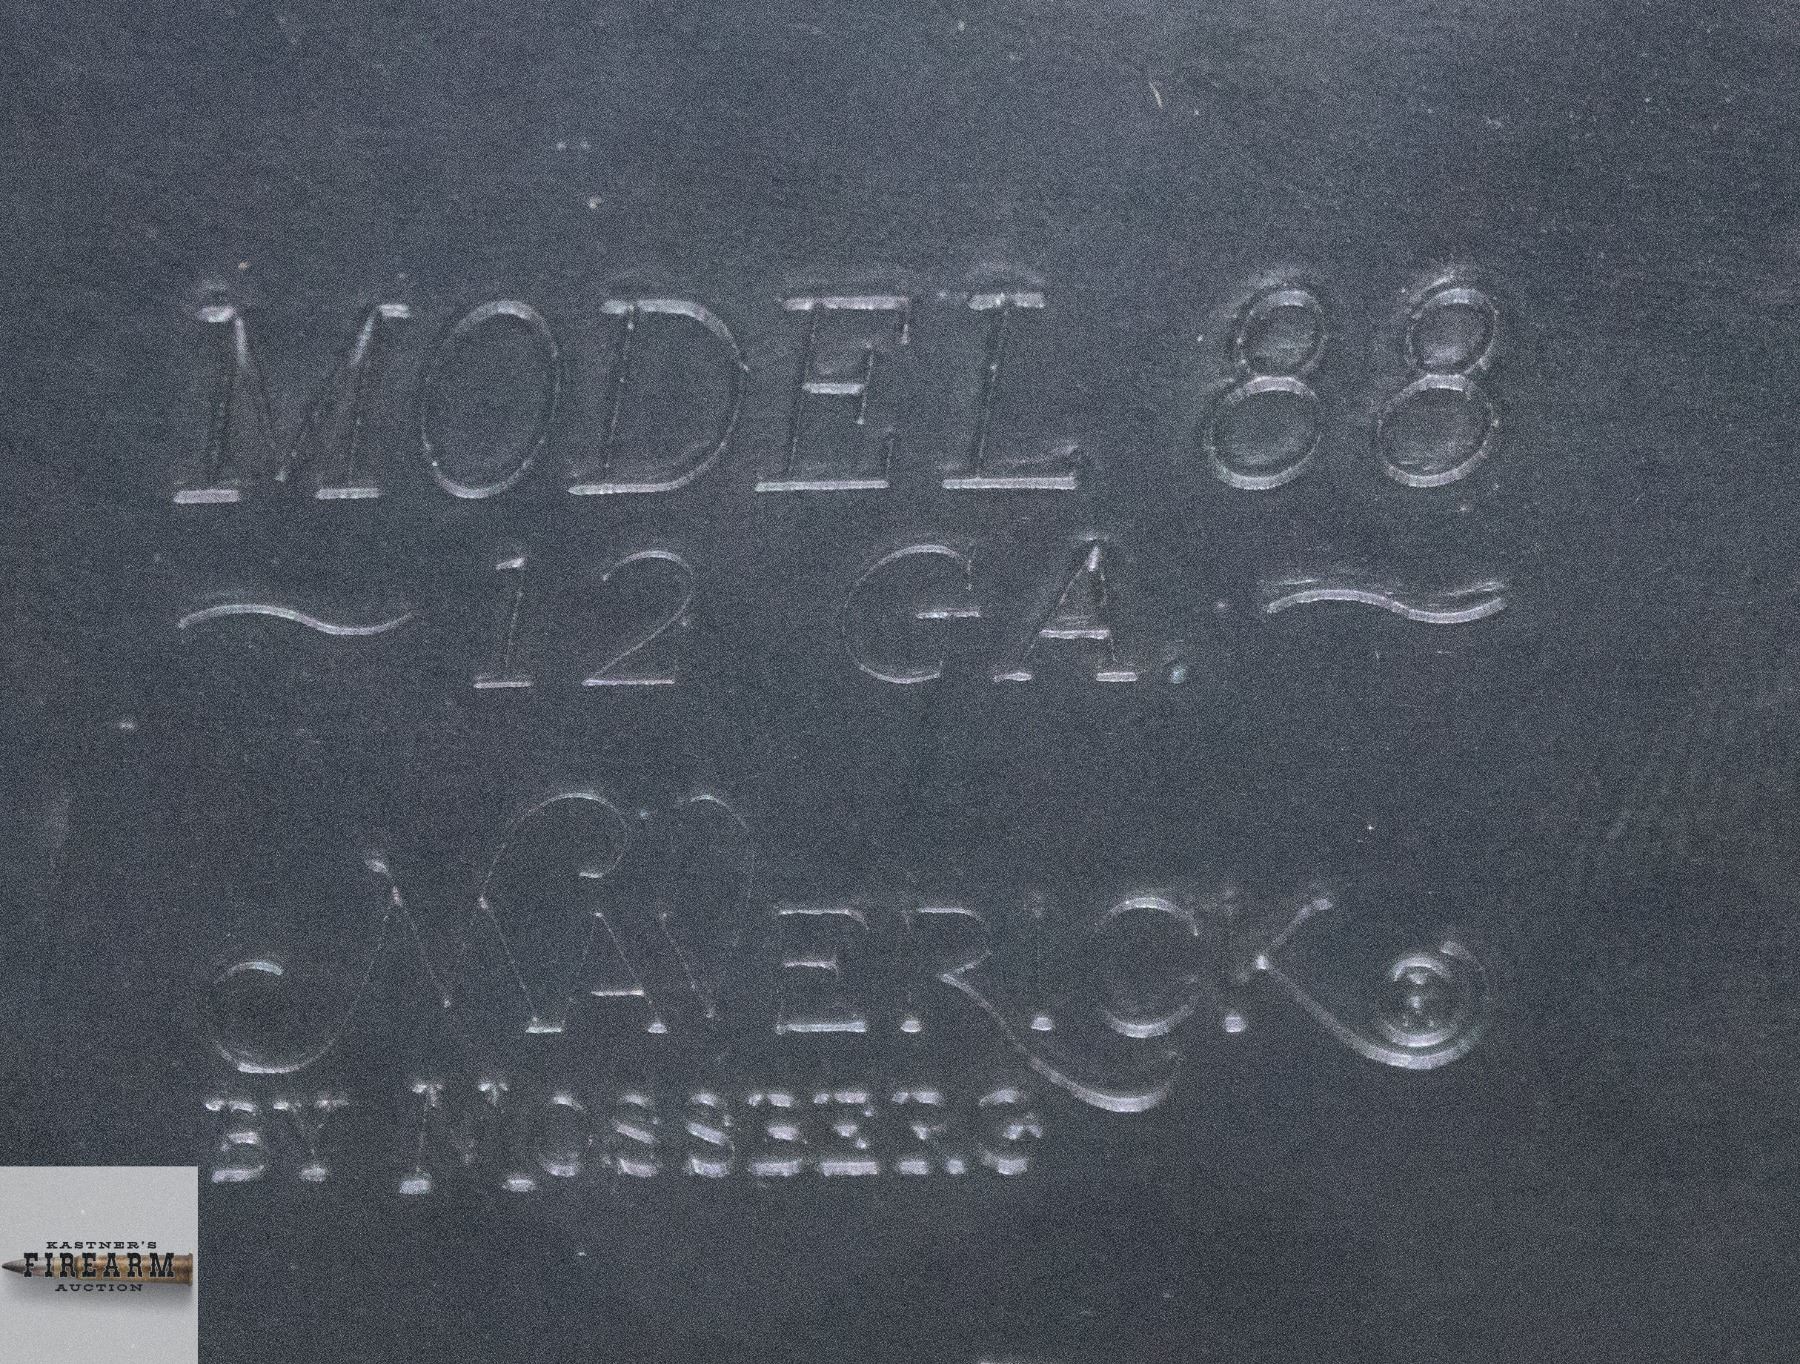 MODEL 88
~ 12 GA. ~
MAVERICK
BY MOSSBERG
KASTNER'S
FIREARM
AUCTION